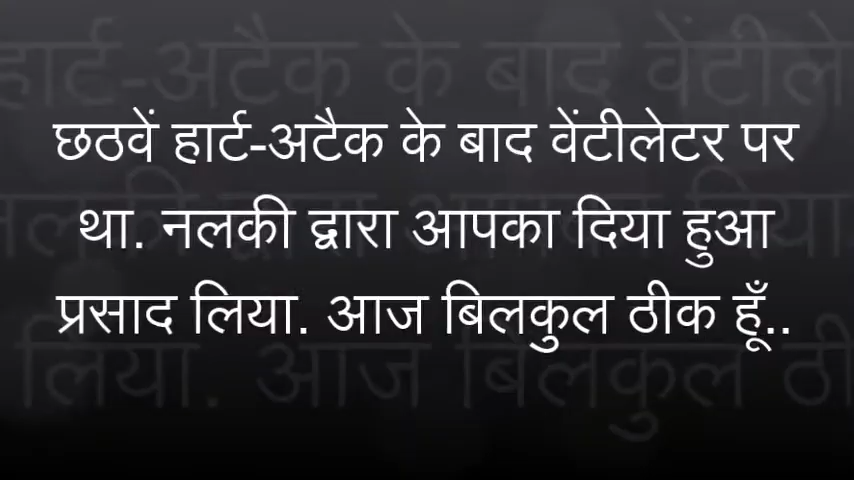 छठवें हार्ट-अटैक के बाद वेंटीलेटर पर
था. नलकी द्वारा आपका दिया हुआ
प्रसाद लिया. आज बिलकुल ठीक हूँ..